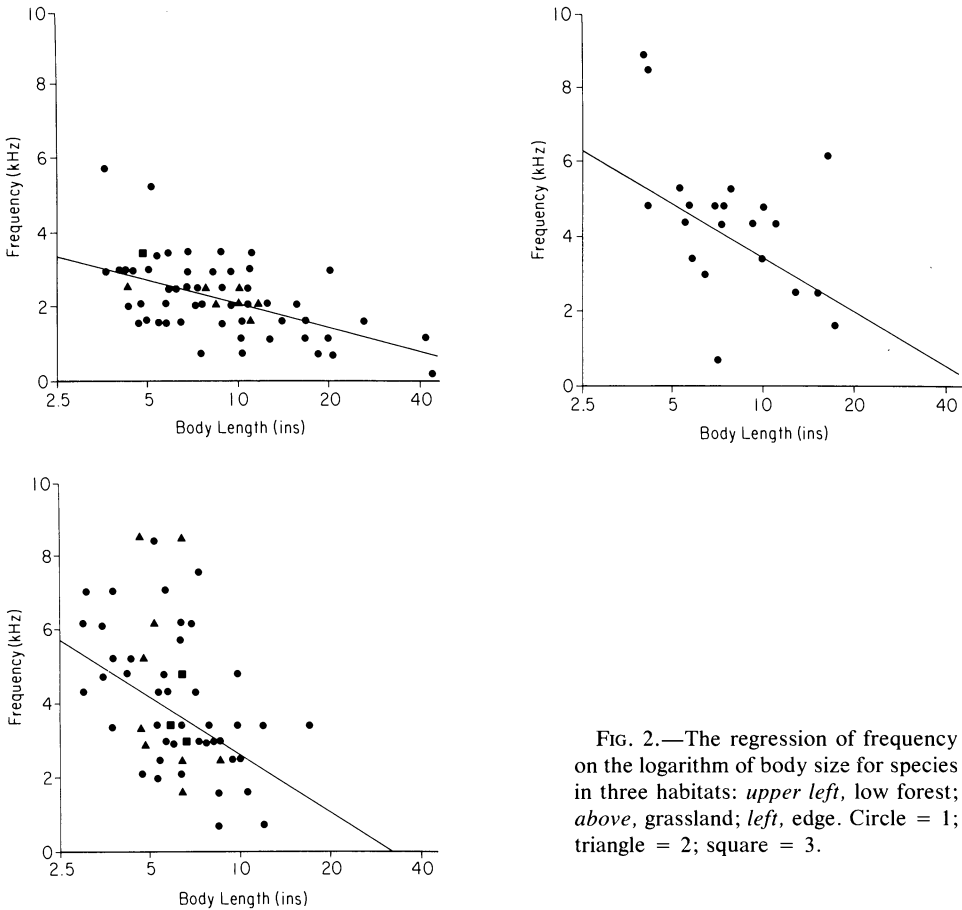 10
8
6
4
2
0
Frequency (kHz)
2.5 5 10 20 40
Body Length (ins)
10
8
6
4
2
0
Frequency (kHz)
2.5 5 10 20 40
Body Length (ins)
10
8
6
4
2
0
Frequency (kHz)
2.5 5 10 20 40
Body Length (ins)
FIG. 2.—The regression of frequency
on the logarithm of body size for species
in three habitats: upper left, low forest;
above, grassland; left, edge. Circle = 1;
triangle = 2; square = 3.